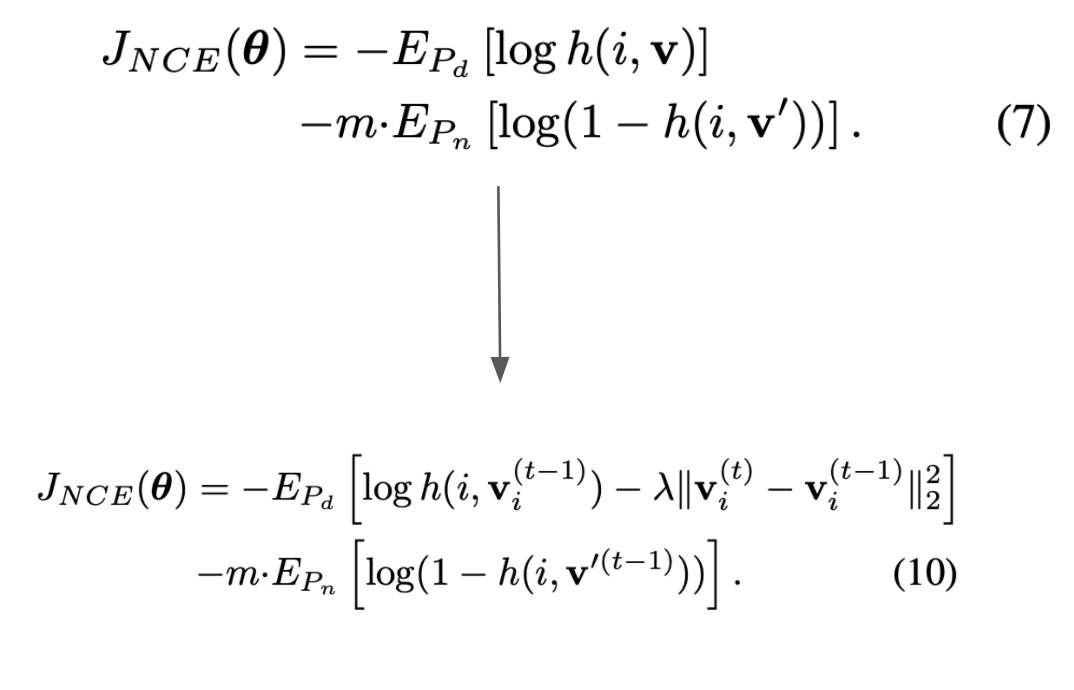 J_{NCE}(𝜽) = −E_{P_d} [log h(i, 𝐯)]
−m·E_{P_n} [log(1 − h(i, 𝐯′))] . (7)
J_{NCE}(𝜽) = −E_{P_d} [log h(i, 𝐯_i^{(t−1)}) − λ‖𝐯_i^{(t)} − 𝐯_i^{(t−1)}‖_2^2]
−m·E_{P_n} [log(1 − h(i, 𝐯′^{(t−1)}))] . (10)